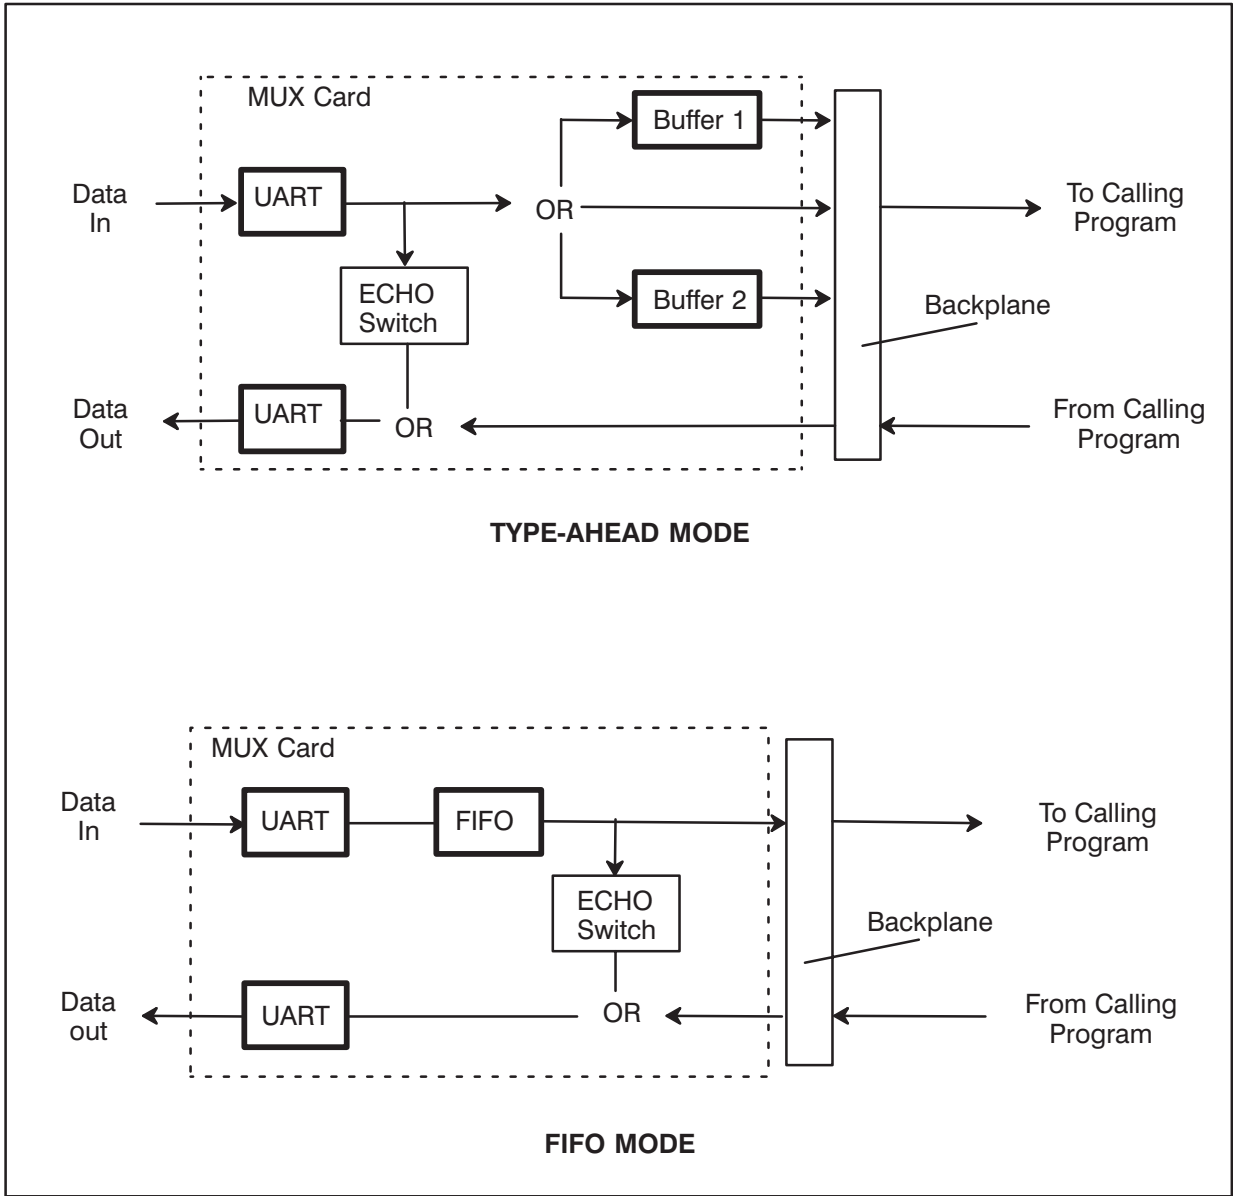 MUX Card
Buffer 1
Data
In
UART
OR
To Calling
Program
ECHO
Switch
Buffer 2
Backplane
Data
Out
UART
OR
From Calling
Program
TYPE-AHEAD MODE
MUX Card
Data
In
UART
FIFO
To Calling
Program
ECHO
Switch
Backplane
Data
out
UART
OR
From Calling
Program
FIFO MODE